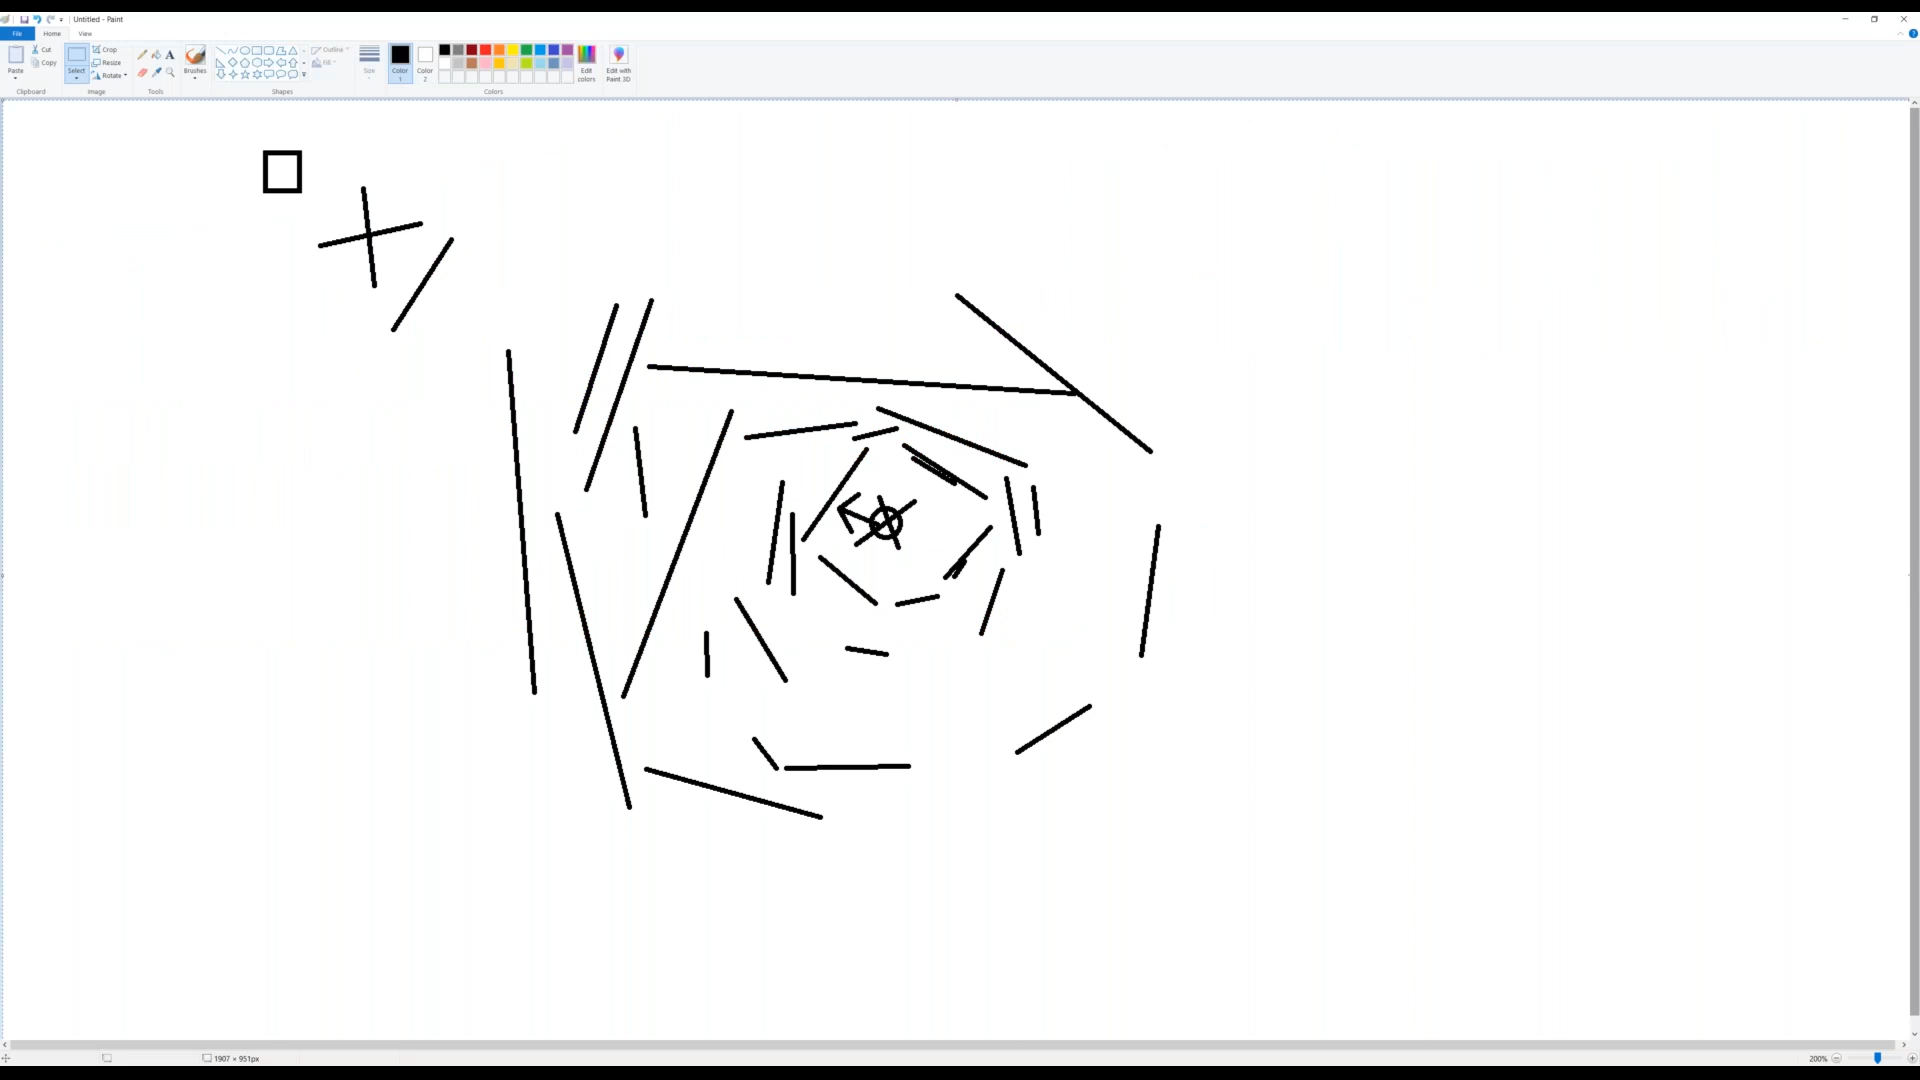 Untitled - Paint
File Home View
Paste
Cut
Copy
Clipboard
Select
Crop
Resize
Rotate
Image
Tools
Brushes
Outline
Fill
Shapes
Size
Color 1
Color 2
Edit colors
Colors
Edit with Paint 3D
1907 × 951px
200%